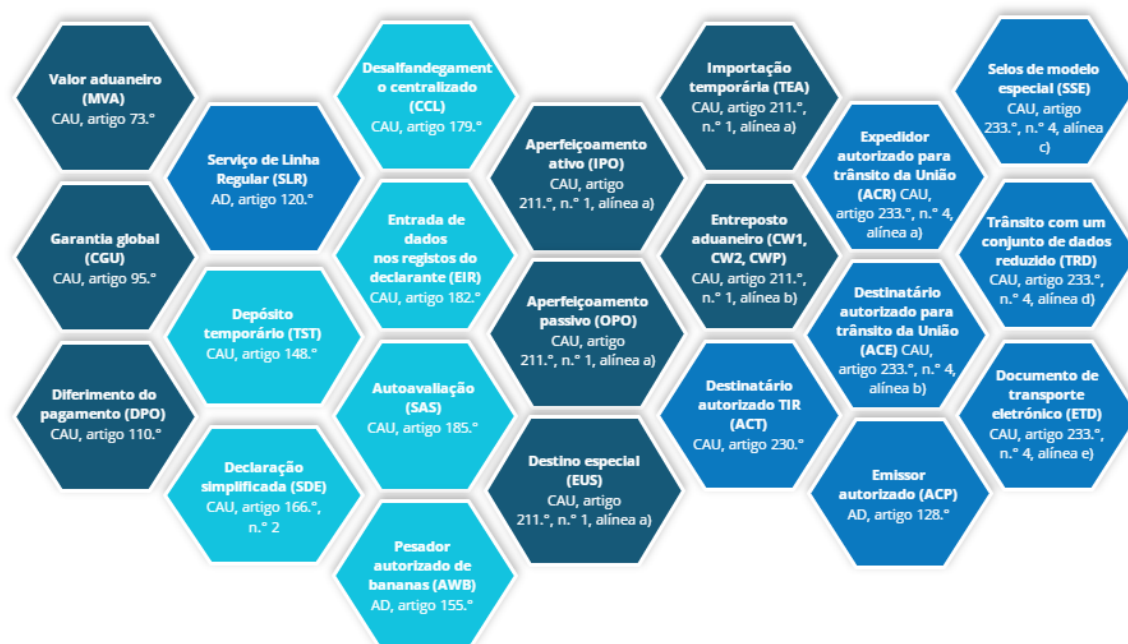 Valor aduaneiro
(MVA)
CAU, artigo 73.°
Garantia global
(CGU)
CAU, artigo 95.°
Diferimento do
pagamento (DPO)
CAU, artigo 110.°
Serviço de Linha
Regular (SLR)
AD, artigo 120.°
Depósito
temporário (TST)
CAU, artigo 148.°
Declaração
simplificada (SDE)
CAU, artigo 166.°,
n.° 2
Desalfandegament
o centralizado
(CCL)
CAU, artigo 179.°
Entrada de
dados
nos registos do
declarante (EIR)
CAU, artigo 182.°
Autoavaliação
(SAS)
CAU, artigo 185.°
Pesador
autorizado de
bananas (AWB)
AD, artigo 155.°
Aperfeiçoamento
ativo (IPO)
CAU, artigo
211.°, n.° 1, alínea a)
Aperfeiçoamento
passivo (OPO)
CAU, artigo
211.°, n.° 1, alínea a)
Destino especial
(EUS)
CAU, artigo
211.°, n.° 1, alínea a)
Importação
temporária (TEA)
CAU, artigo 211.°,
n.° 1, alínea a)
Entreposto
aduaneiro (CW1,
CW2, CWP)
CAU, artigo 211.°,
n.° 1, alínea b)
Destinatário
autorizado TIR
(ACT)
CAU, artigo 230.°
Expedidor
autorizado para
trânsito da União
(ACR) CAU,
artigo 233.°, n.° 4,
alínea a)
Destinatário
autorizado para
trânsito da União
(ACE) CAU,
artigo 233.°, n.° 4,
alínea b)
Emissor
autorizado (ACP)
AD, artigo 128.°
Selos de modelo
especial (SSE)
CAU, artigo
233.°, n.° 4, alínea
c)
Trânsito com um
conjunto de dados
reduzido (TRD)
CAU, artigo 233.°,
n.° 4, alínea d)
Documento de
transporte
eletrónico (ETD)
CAU, artigo 233.°,
n.° 4, alínea e)